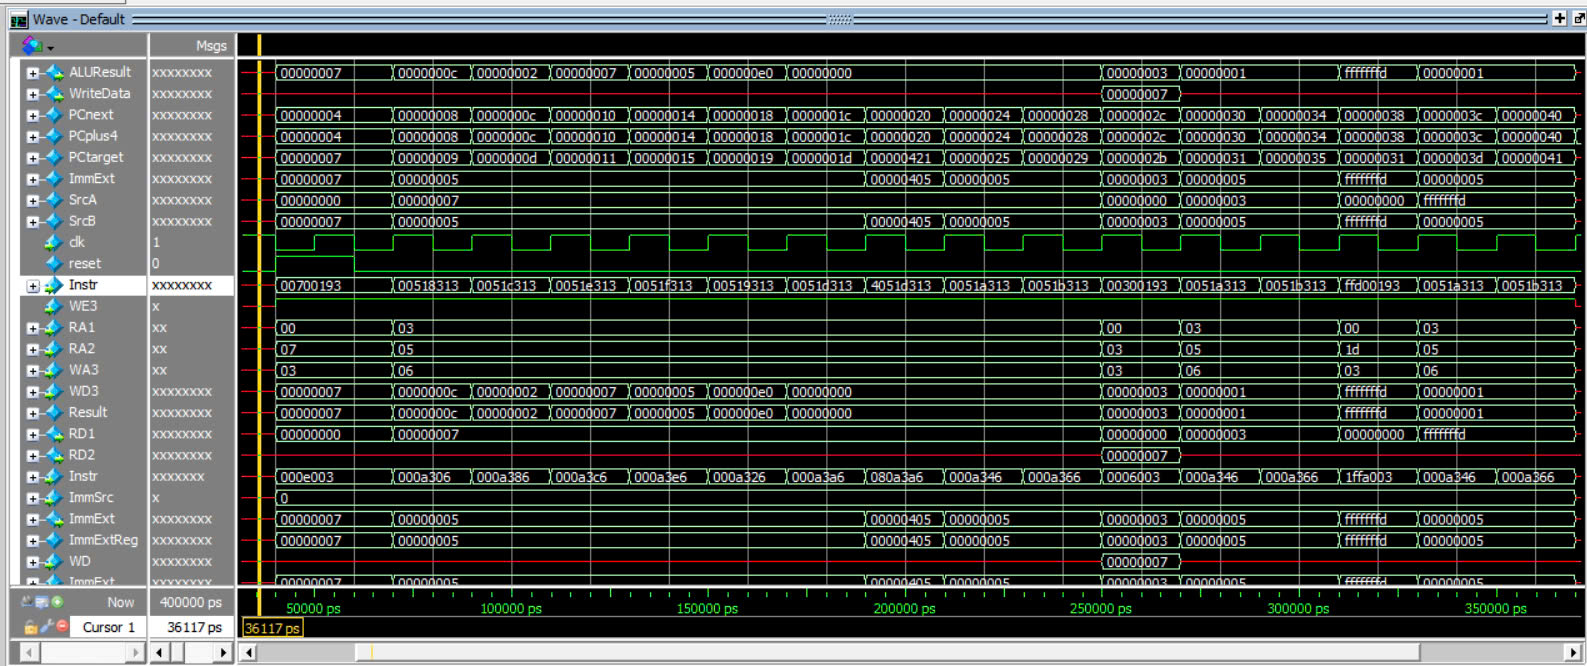 Wave - Default
Msgs
ALUResult xxxxxxxx 00000007 0000000c 00000002 00000007 00000005 000000e0 00000000 00000003 00000001 fffffffd 00000001
WriteData xxxxxxxx 00000007
PCnext xxxxxxxx 00000004 00000008 0000000c 00000010 00000014 00000018 0000001c 00000020 00000024 00000028 0000002c 00000030 00000034 00000038 0000003c 00000040
PCplus4 xxxxxxxx 00000004 00000008 0000000c 00000010 00000014 00000018 0000001c 00000020 00000024 00000028 0000002c 00000030 00000034 00000038 0000003c 00000040
PCtarget xxxxxxxx 00000007 00000009 0000000d 00000011 00000015 00000019 0000001d 00000421 00000025 00000029 0000002b 00000031 00000035 00000031 0000003d 00000041
ImmExt xxxxxxxx 00000007 00000005 00000405 00000005 00000003 00000005 fffffffd 00000005
SrcA xxxxxxxx 00000000 00000007 00000000 00000003 00000000 fffffffd
SrcB xxxxxxxx 00000007 00000005 00000405 00000005 00000003 00000005 fffffffd 00000005
clk 1
reset 0
Instr xxxxxxxx 00700193 00518313 0051c313 0051e313 0051f313 00519313 0051d313 4051d313 0051a313 0051b313 00300193 0051a313 0051b313 ffd00193 0051a313 0051b313
WE3 x
RA1 xx 00 03 00 03 00 03
RA2 xx 07 05 03 05 1d 05
WA3 xx 03 06 03 06 03 06
WD3 xxxxxxxx 00000007 0000000c 00000002 00000007 00000005 000000e0 00000000 00000003 00000001 fffffffd 00000001
Result xxxxxxxx 00000007 0000000c 00000002 00000007 00000005 000000e0 00000000 00000003 00000001 fffffffd 00000001
RD1 xxxxxxxx 00000000 00000007 00000000 00000003 00000000 fffffffd
RD2 xxxxxxxx 00000007
Instr xxxxxxx 000e003 000a306 000a386 000a3c6 000a3e6 000a326 000a3a6 080a3a6 000a346 000a366 0006003 000a346 000a366 1ffa003 000a346 000a366
ImmSrc x 0
ImmExt xxxxxxxx 00000007 00000005 00000405 00000005 00000003 00000005 fffffffd 00000005
ImmExtReg xxxxxxxx 00000007 00000005 00000405 00000005 00000003 00000005 fffffffd 00000005
WD xxxxxxxx 00000007
ImmExt xxxxxxxx 00000007 00000005 00000405 00000005 00000003 00000005 fffffffd 00000005
Now 400000 ps 50000 ps 100000 ps 150000 ps 200000 ps 250000 ps 300000 ps 350000 ps
Cursor 1 36117 ps 36117 ps